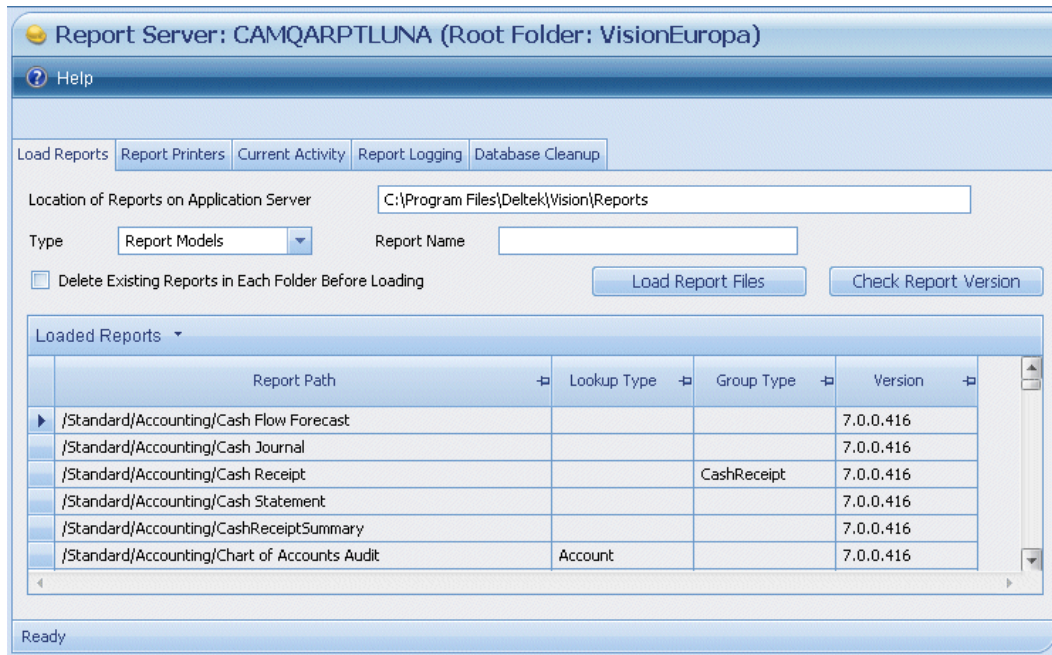 Report Server: CAMQARPTLUNA (Root Folder: VisionEuropa)
Help
Load Reports Report Printers Current Activity Report Logging Database Cleanup
Location of Reports on Application Server C:\Program Files\Deltek\Vision\Reports
Type Report Models Report Name
Delete Existing Reports in Each Folder Before Loading Load Report Files Check Report Version
Loaded Reports
Report Path Lookup Type Group Type Version
/Standard/Accounting/Cash Flow Forecast 7.0.0.416
/Standard/Accounting/Cash Journal 7.0.0.416
/Standard/Accounting/Cash Receipt CashReceipt 7.0.0.416
/Standard/Accounting/Cash Statement 7.0.0.416
/Standard/Accounting/CashReceiptSummary 7.0.0.416
/Standard/Accounting/Chart of Accounts Audit Account 7.0.0.416
Ready